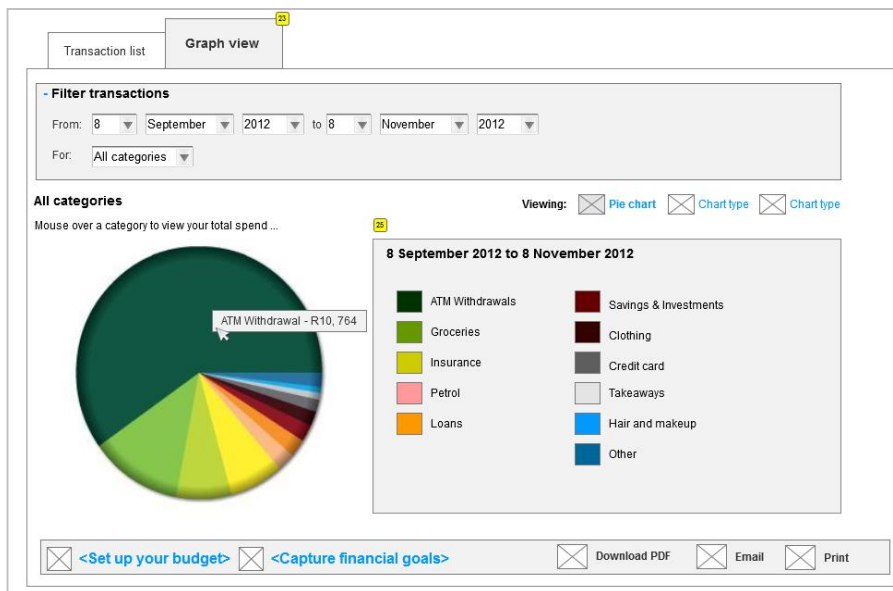 23
Transaction list
Graph view
- Filter transactions
From: 8 September 2012 to 8 November 2012
For: All categories
All categories
Viewing: Pie chart Chart type Chart type
Mouse over a category to view your total spend ...
25
8 September 2012 to 8 November 2012
ATM Withdrawal - R10, 764
ATM Withdrawals
Groceries
Insurance
Petrol
Loans
Savings & Investments
Clothing
Credit card
Takeaways
Hair and makeup
Other
<Set up your budget> <Capture financial goals> Download PDF Email Print